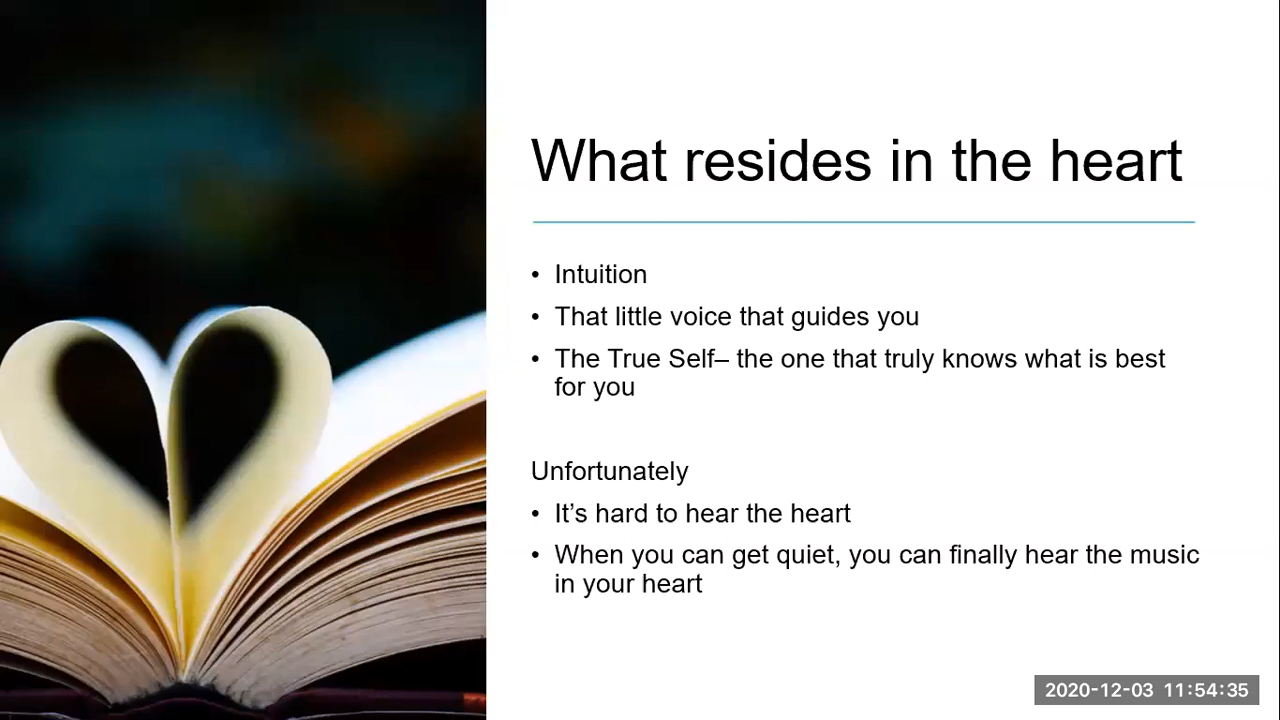 What resides in the heart
• Intuition
• That little voice that guides you
• The True Self– the one that truly knows what is best
for you
Unfortunately
• It’s hard to hear the heart
• When you can get quiet, you can finally hear the music
in your heart
2020-12-03 11:54:35